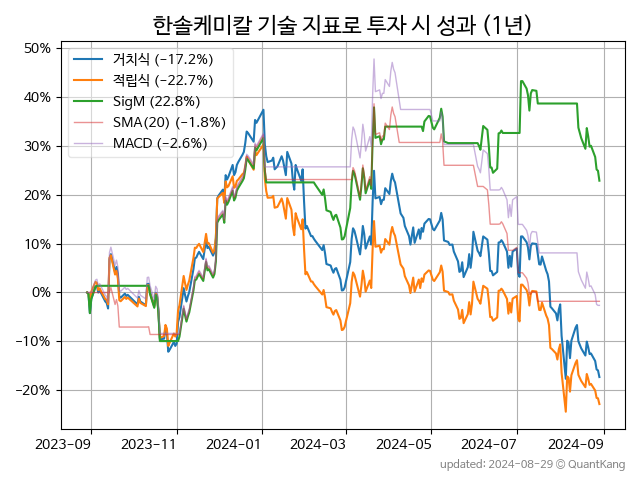 한솔케미칼 기술 지표로 투자 시 성과 (1년)
50%
40%
30%
20%
10%
0%
−10%
−20%
거치식 (−17.2%)
적립식 (−22.7%)
SigM (22.8%)
SMA(20) (−1.8%)
MACD (−2.6%)
2023-09 2023-11 2024-01 2024-03 2024-05 2024-07 2024-09
updated: 2024-08-29 © QuantKang